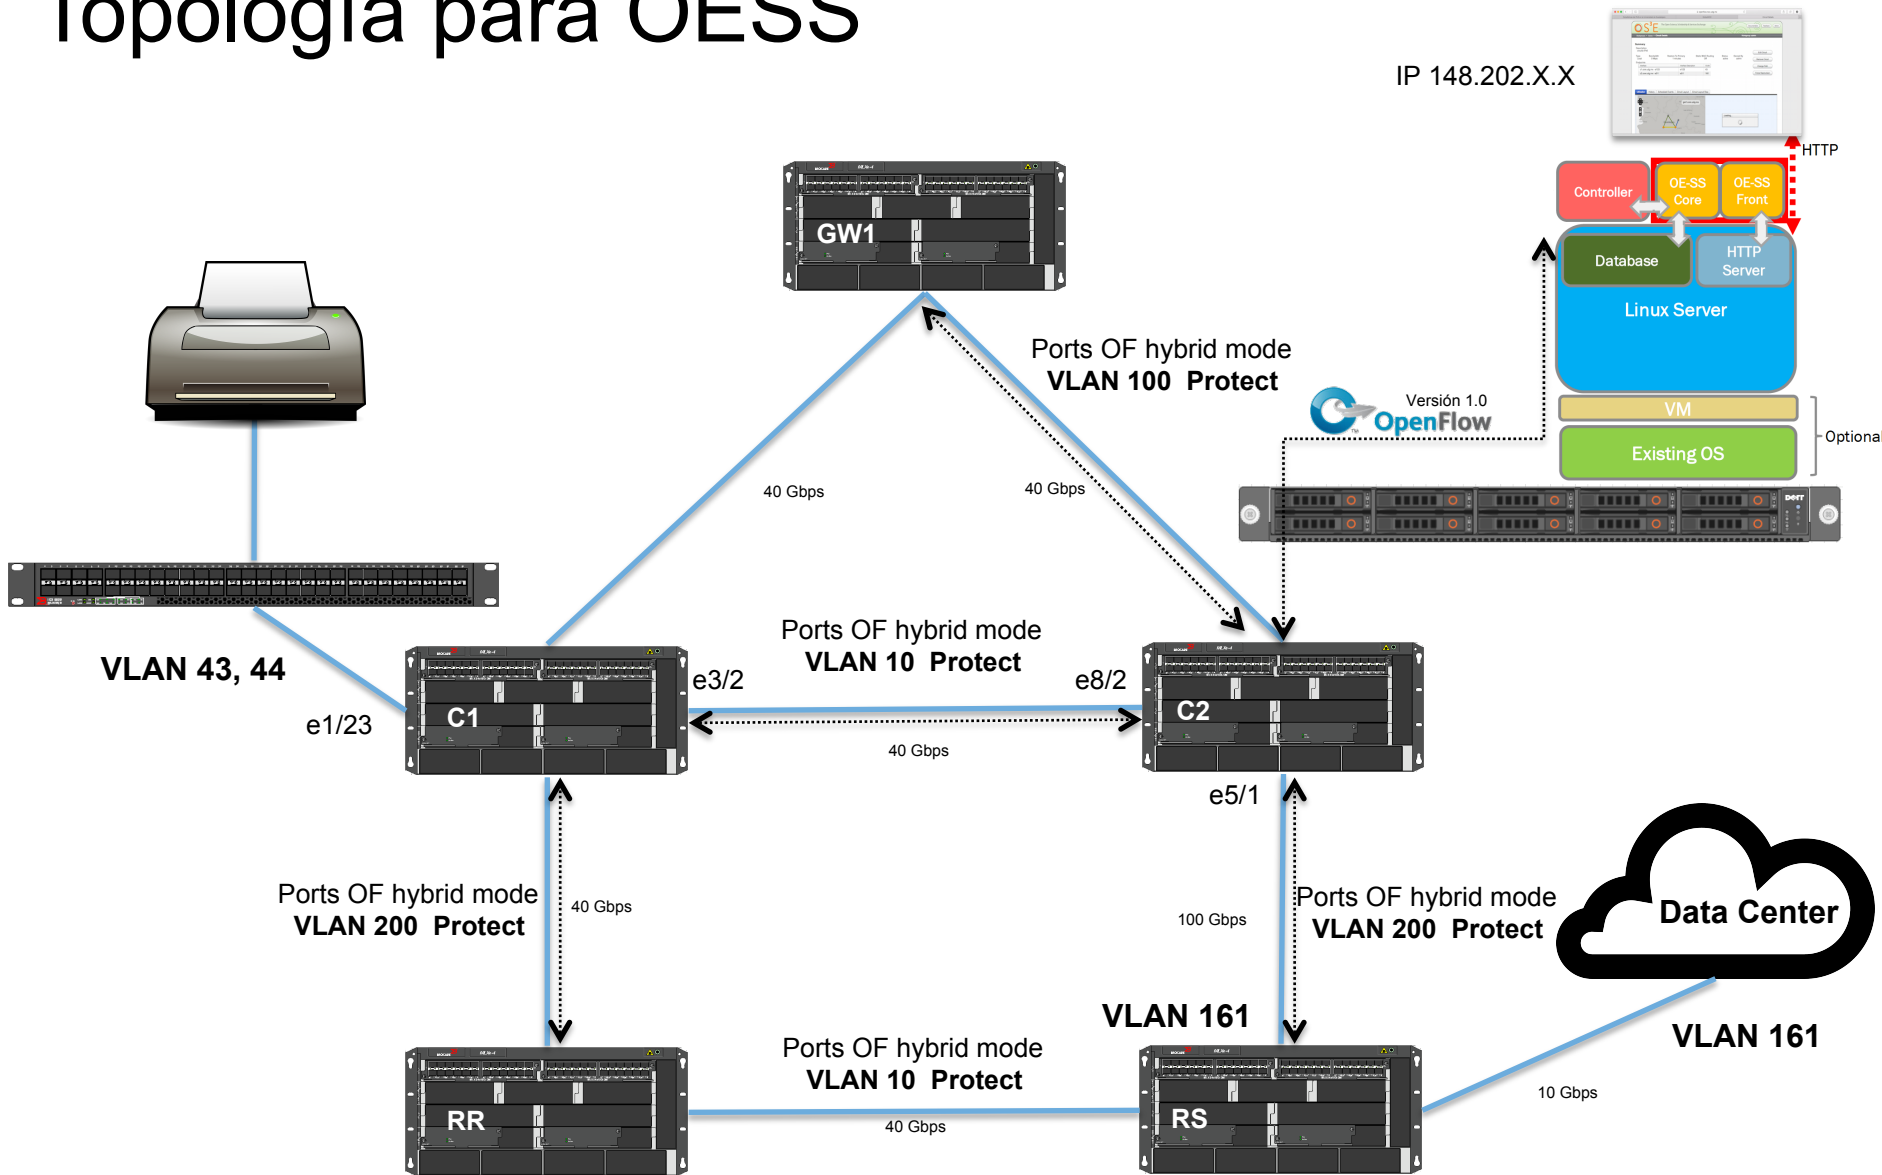 Topología para OESS
IP 148.202.X.X
HTTP
Controller
OE-SS
Core
OE-SS
Front
Database
HTTP
Server
Linux Server
VM
Existing OS
Optional
GW1
Ports OF hybrid mode
VLAN 100 Protect
Versión 1.0
OpenFlow
40 Gbps
40 Gbps
DELL
VLAN 43, 44
e1/23
C1
e3/2
Ports OF hybrid mode
VLAN 10 Protect
e8/2
C2
40 Gbps
e5/1
Ports OF hybrid mode
VLAN 200 Protect
40 Gbps
100 Gbps
Ports OF hybrid mode
VLAN 200 Protect
Data Center
VLAN 161
VLAN 161
Ports OF hybrid mode
VLAN 10 Protect
RR
40 Gbps
RS
10 Gbps